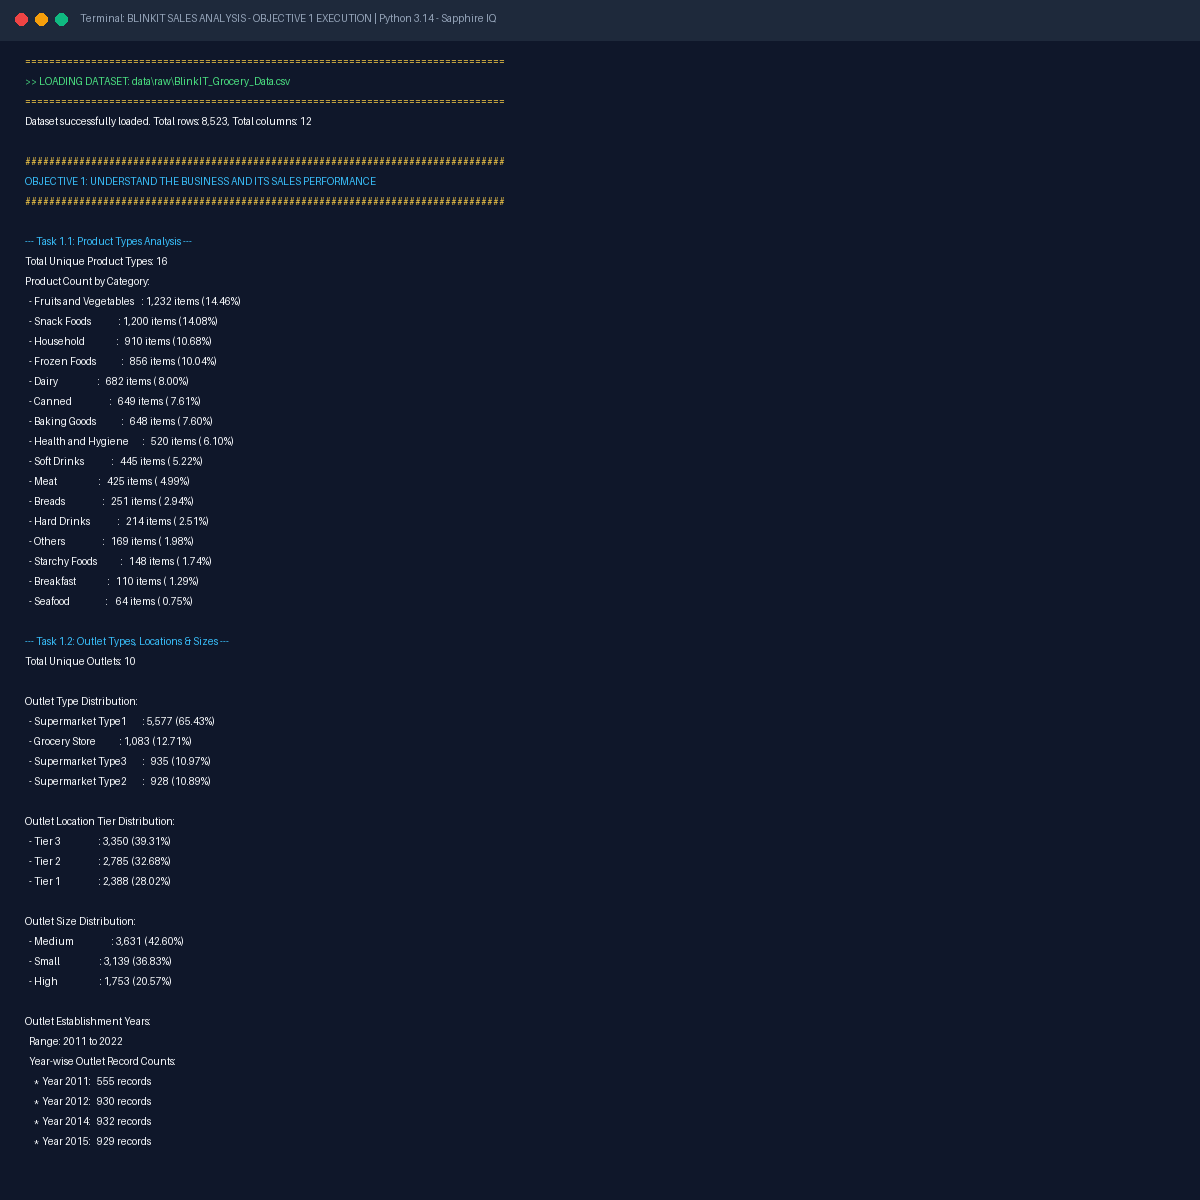 Terminal: BLINKIT SALES ANALYSIS - OBJECTIVE 1 EXECUTION | Python 3.14 - Sapphire IQ
================================================================================
>> LOADING DATASET: data\raw\BlinkIT_Grocery_Data.csv
================================================================================
Dataset successfully loaded. Total rows: 8,523, Total columns: 12
################################################################################
OBJECTIVE 1: UNDERSTAND THE BUSINESS AND ITS SALES PERFORMANCE
################################################################################
--- Task 1.1: Product Types Analysis ---
Total Unique Product Types: 16
Product Count by Category:
- Fruits and Vegetables : 1,232 items (14.46%)
- Snack Foods : 1,200 items (14.08%)
- Household : 910 items (10.68%)
- Frozen Foods : 856 items (10.04%)
- Dairy : 682 items ( 8.00%)
- Canned : 649 items ( 7.61%)
- Baking Goods : 648 items ( 7.60%)
- Health and Hygiene : 520 items ( 6.10%)
- Soft Drinks : 445 items ( 5.22%)
- Meat : 425 items ( 4.99%)
- Breads : 251 items ( 2.94%)
- Hard Drinks : 214 items ( 2.51%)
- Others : 169 items ( 1.98%)
- Starchy Foods : 148 items ( 1.74%)
- Breakfast : 110 items ( 1.29%)
- Seafood : 64 items ( 0.75%)
--- Task 1.2: Outlet Types, Locations & Sizes ---
Total Unique Outlets: 10
Outlet Type Distribution:
- Supermarket Type1 : 5,577 (65.43%)
- Grocery Store : 1,083 (12.71%)
- Supermarket Type3 : 935 (10.97%)
- Supermarket Type2 : 928 (10.89%)
Outlet Location Tier Distribution:
- Tier 3 : 3,350 (39.31%)
- Tier 2 : 2,785 (32.68%)
- Tier 1 : 2,388 (28.02%)
Outlet Size Distribution:
- Medium : 3,631 (42.60%)
- Small : 3,139 (36.83%)
- High : 1,753 (20.57%)
Outlet Establishment Years:
Range: 2011 to 2022
Year-wise Outlet Record Counts:
* Year 2011: 555 records
* Year 2012: 930 records
* Year 2014: 932 records
* Year 2015: 929 records